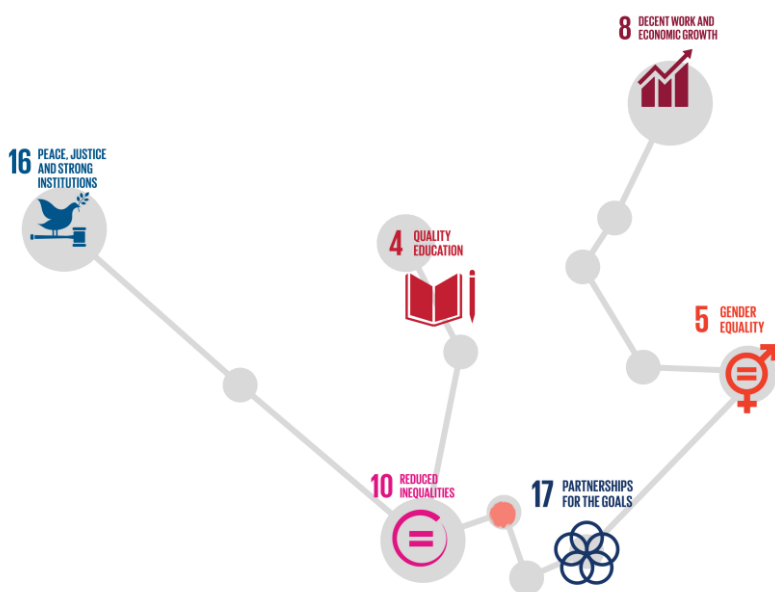 8 DECENT WORK AND
ECONOMIC GROWTH
16 PEACE, JUSTICE
AND STRONG
INSTITUTIONS
4 QUALITY
EDUCATION
5 GENDER
EQUALITY
10 REDUCED
INEQUALITIES
17 PARTNERSHIPS
FOR THE GOALS